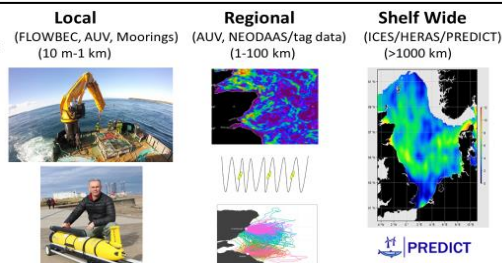 Local
(FLOWBEC, AUV, Moorings)
(10 m-1 km)
Regional
(AUV, NEODAAS/tag data)
(1-100 km)
Shelf Wide
(ICES/HERAS/PREDICT)
(>1000 km)
PREDICT